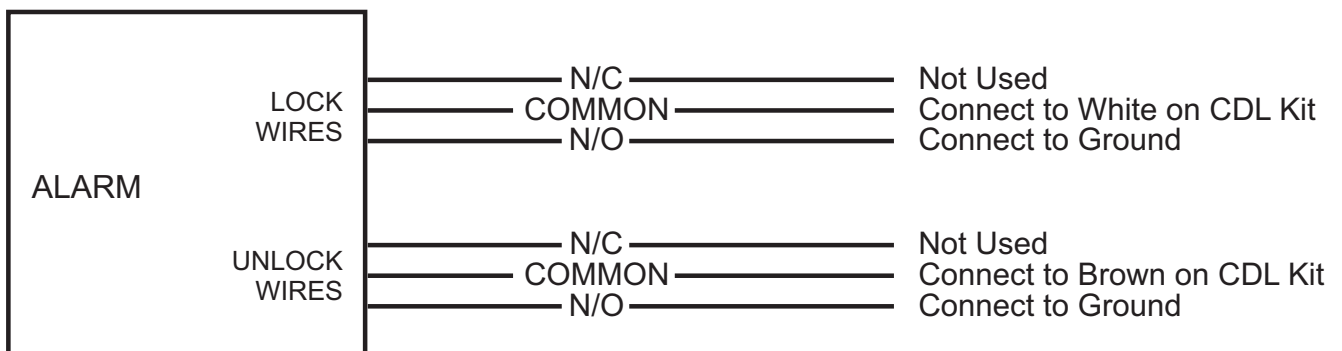 ALARM
LOCK
WIRES
N/C Not Used
COMMON Connect to White on CDL Kit
N/O Connect to Ground
UNLOCK
WIRES
N/C Not Used
COMMON Connect to Brown on CDL Kit
N/O Connect to Ground